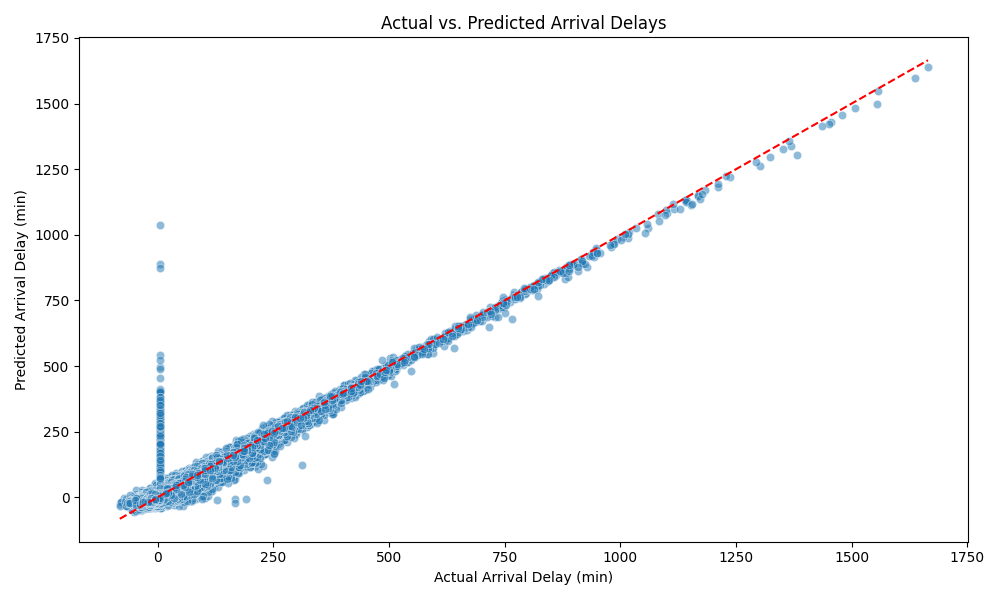 Actual vs. Predicted Arrival Delays
1750
1500
1250
1000
750
500
250
0
Predicted Arrival Delay (min)
0 250 500 750 1000 1250 1500 1750
Actual Arrival Delay (min)